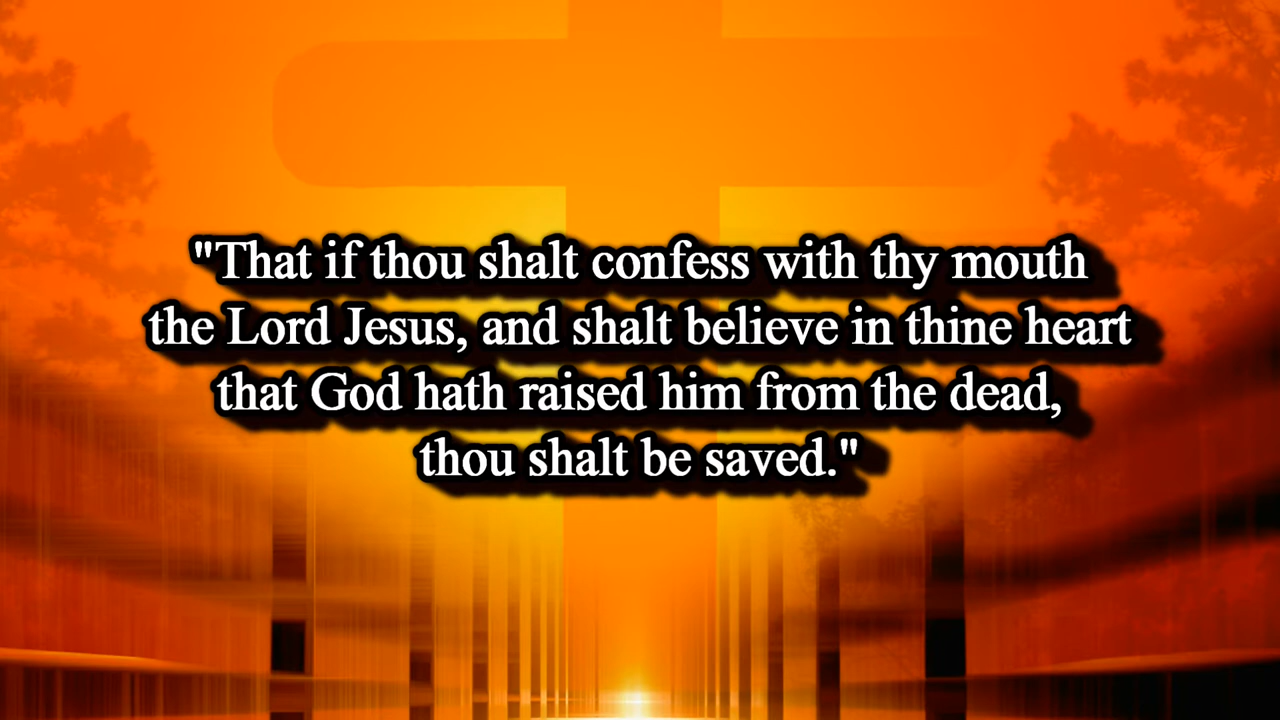 "That if thou shalt confess with thy mouth
the Lord Jesus, and shalt believe in thine heart
that God hath raised him from the dead,
thou shalt be saved."